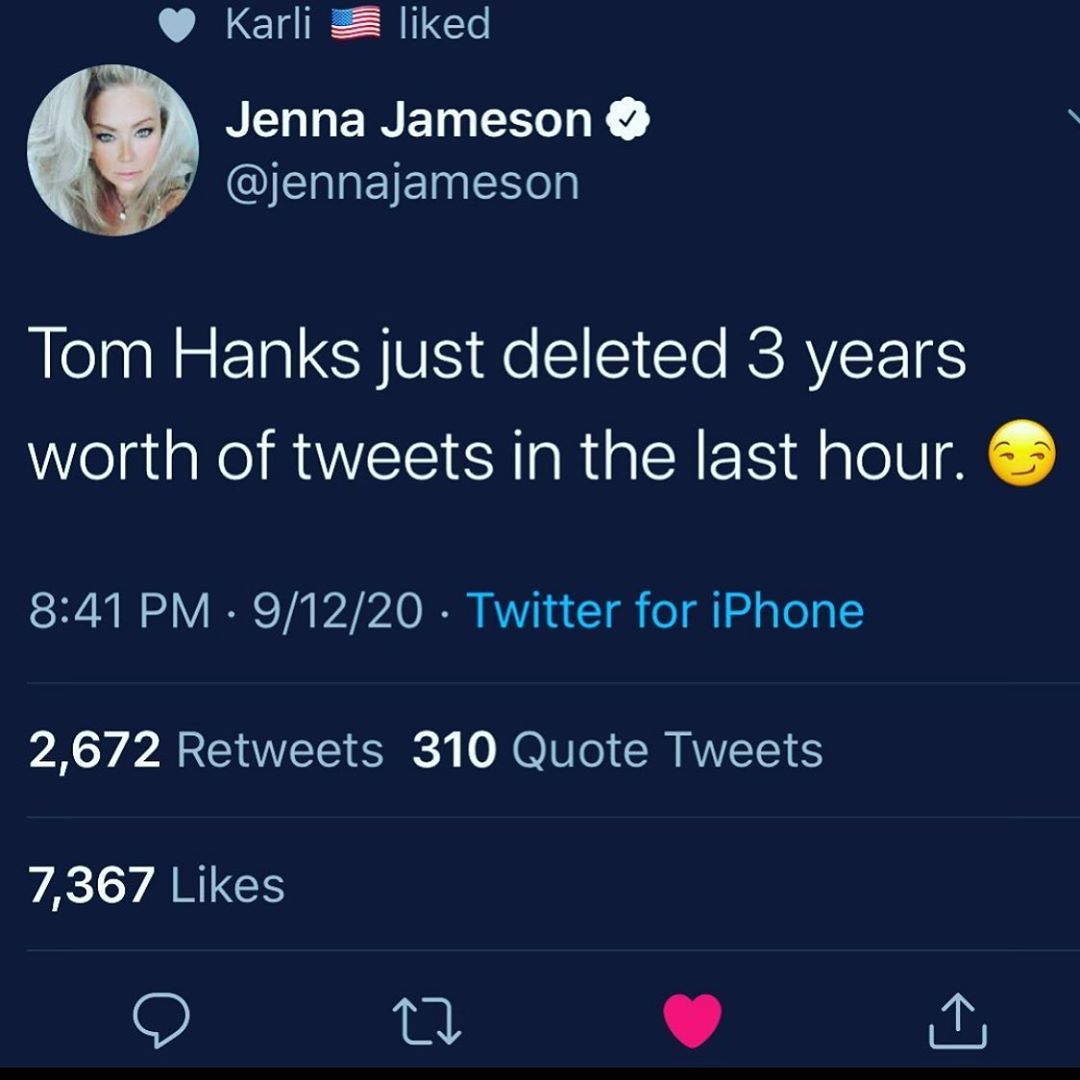 Karli 🇺🇸 liked
Jenna Jameson
@jennajameson
Tom Hanks just deleted 3 years
worth of tweets in the last hour. 😏
8:41 PM · 9/12/20 · Twitter for iPhone
2,672 Retweets 310 Quote Tweets
7,367 Likes